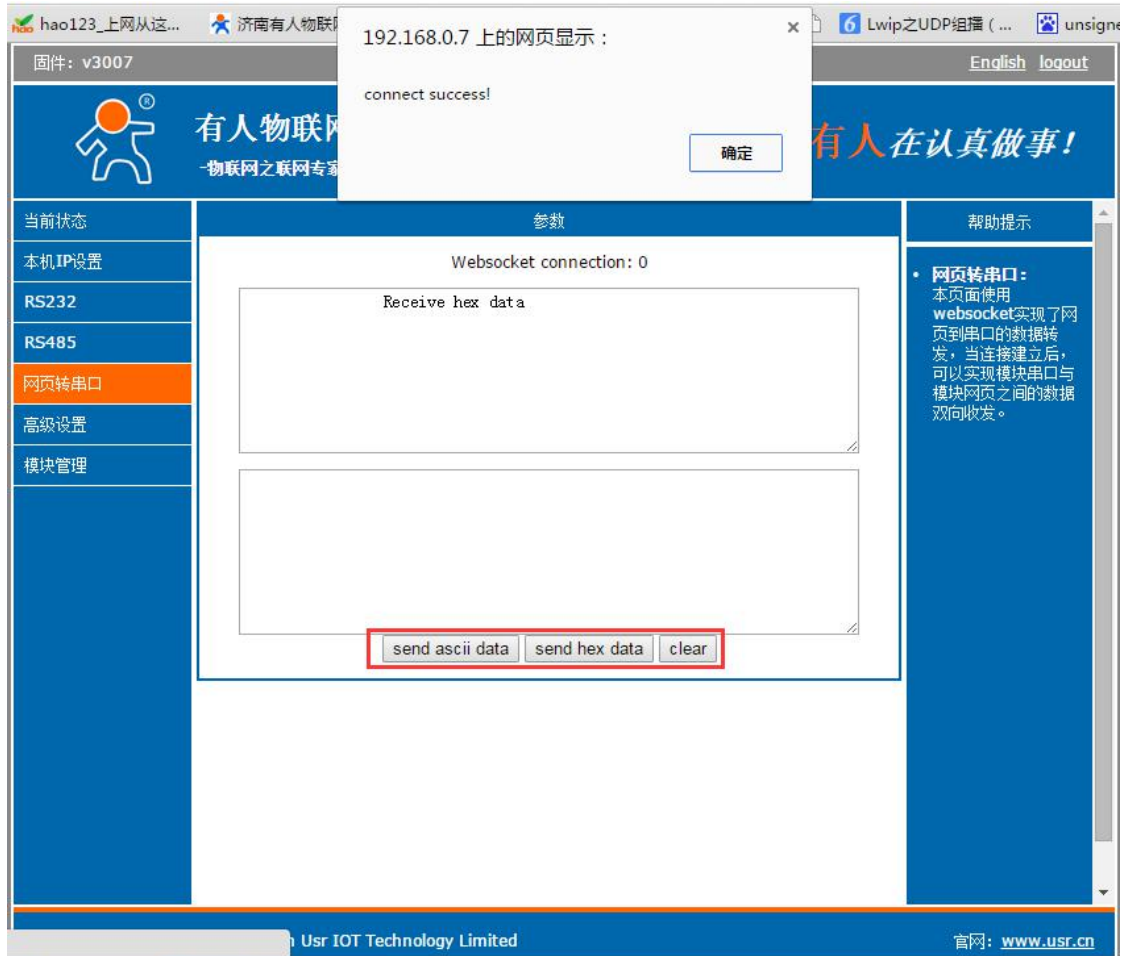 hao123_上网从这...
济南有人物联
Lwip之UDP组播 ( ...
192.168.0.7 上的网页显示：
connect success!
确定
固件：v3007
English logout
有人物联
-物联网之联网专
有人在认真做事！
当前状态
本机IP设置
RS232
RS485
网页转串口
高级设置
模块管理
参数
Websocket connection: 0
Receive hex data
send ascii data
send hex data
clear
帮助提示
• 网页转串口：
本页面使用
websocket实现了网
页到串口的数据转
发，当连接建立后，
可以实现模块串口与
模块网页之间的数据
双向收发。
Usr IOT Technology Limited
官网：www.usr.cn